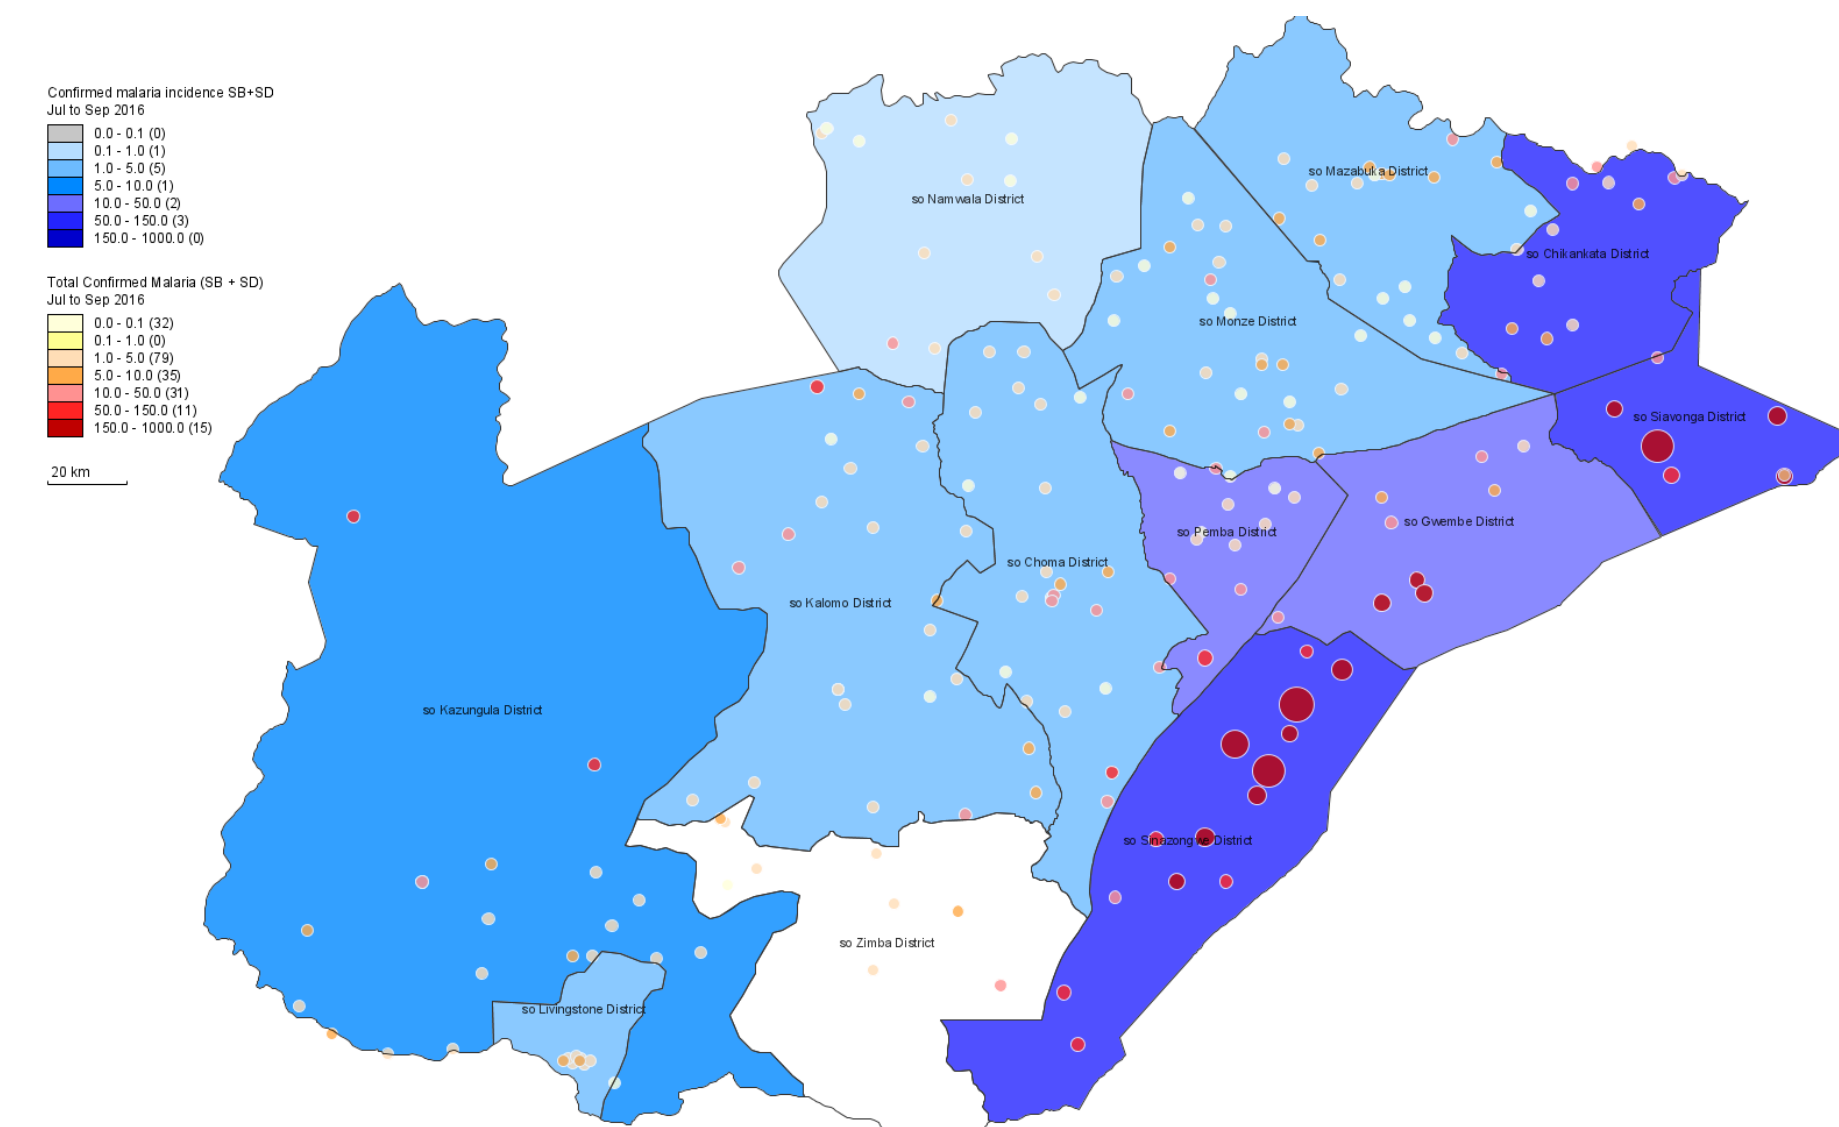 Confirmed malaria incidence SB+SD
Jul to Sep 2016
0.0 - 0.1 (0)
0.1 - 1.0 (1)
1.0 - 5.0 (5)
5.0 - 10.0 (1)
10.0 - 50.0 (2)
50.0 - 150.0 (3)
150.0 - 1000.0 (0)
Total Confirmed Malaria (SB + SD)
Jul to Sep 2016
0.0 - 0.1 (32)
0.1 - 1.0 (0)
1.0 - 5.0 (79)
5.0 - 10.0 (35)
10.0 - 50.0 (31)
50.0 - 150.0 (11)
150.0 - 1000.0 (15)
20 km
so Mazabuka District
so Namwala District
so Chikankata District
so Monze District
so Siavonga District
so Gwembe District
so Pemba District
so Choma District
so Kalomo District
so Kazungula District
so Sinazongwe District
so Zimba District
so Livingstone District